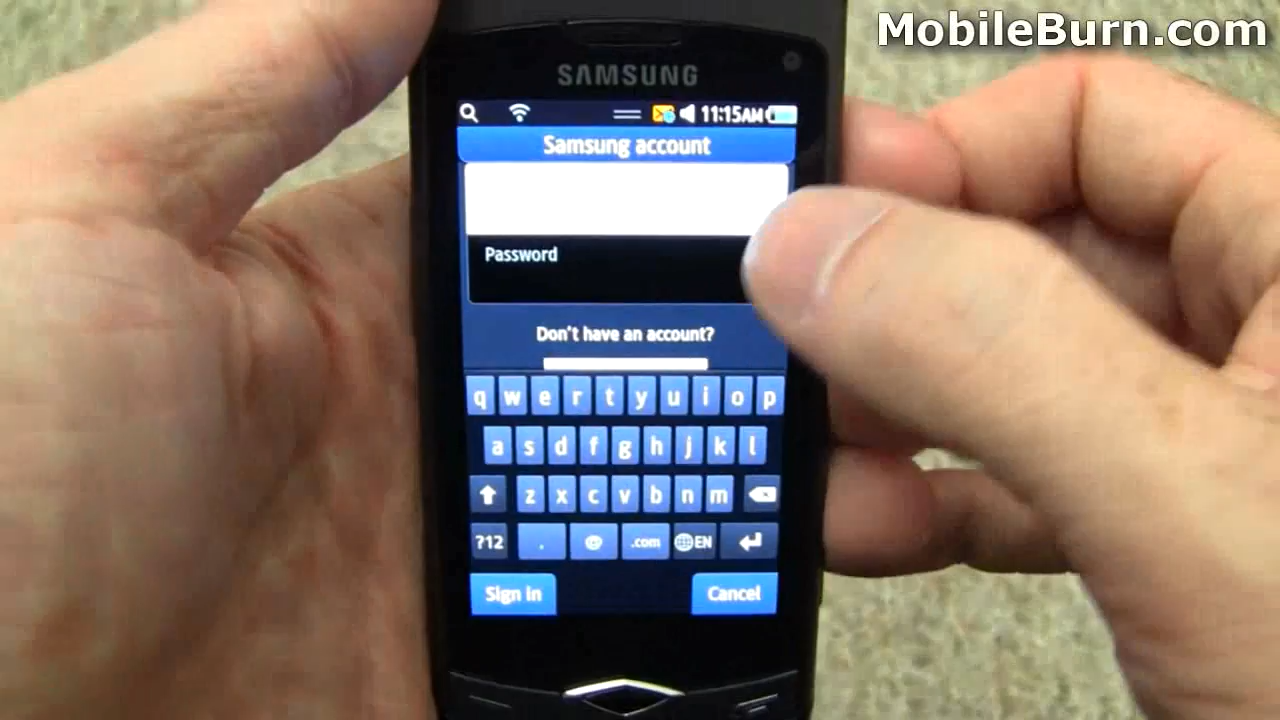 MobileBurn.com
SAMSUNG
11:15AM
Samsung account
Password
Don't have an account?
q w e r t y u i o p
a s d f g h j k l
z x c v b n m
?12 . @ .com EN
Sign in Cancel